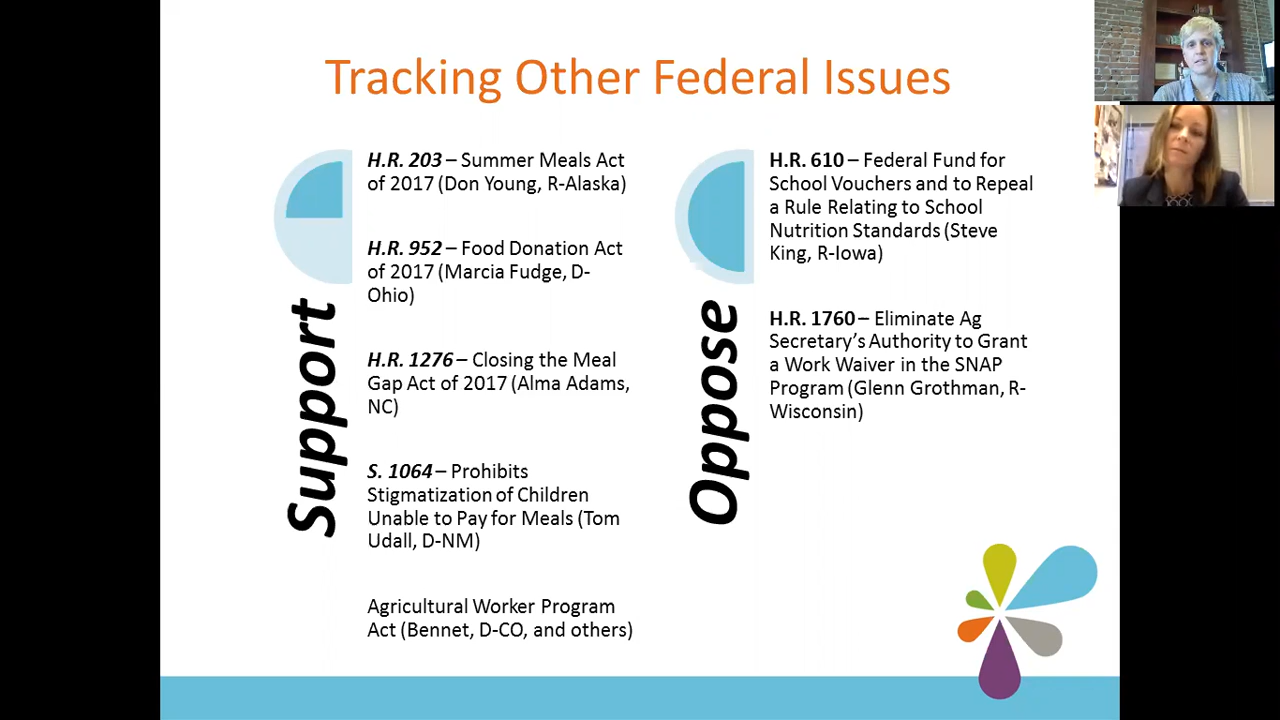 Tracking Other Federal Issues
Support
H.R. 203 – Summer Meals Act
of 2017 (Don Young, R-Alaska)
H.R. 952 – Food Donation Act
of 2017 (Marcia Fudge, D-
Ohio)
H.R. 1276 – Closing the Meal
Gap Act of 2017 (Alma Adams,
NC)
S. 1064 – Prohibits
Stigmatization of Children
Unable to Pay for Meals (Tom
Udall, D-NM)
Agricultural Worker Program
Act (Bennet, D-CO, and others)
Oppose
H.R. 610 – Federal Fund for
School Vouchers and to Repeal
a Rule Relating to School
Nutrition Standards (Steve
King, R-Iowa)
H.R. 1760 – Eliminate Ag
Secretary’s Authority to Grant
a Work Waiver in the SNAP
Program (Glenn Grothman, R-
Wisconsin)